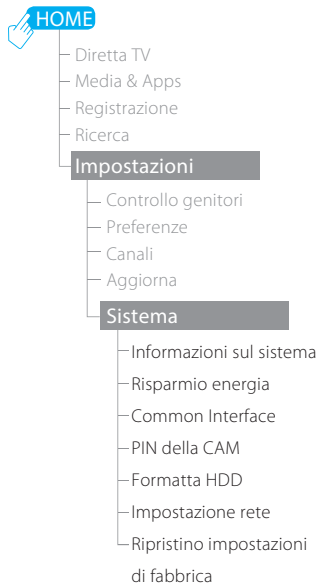 HOME
Diretta TV
Media & Apps
Registrazione
Ricerca
Impostazioni
Controllo genitori
Preferenze
Canali
Aggiorna
Sistema
Informazioni sul sistema
Risparmio energia
Common Interface
PIN della CAM
Formatta HDD
Impostazione rete
Ripristino impostazioni
di fabbrica